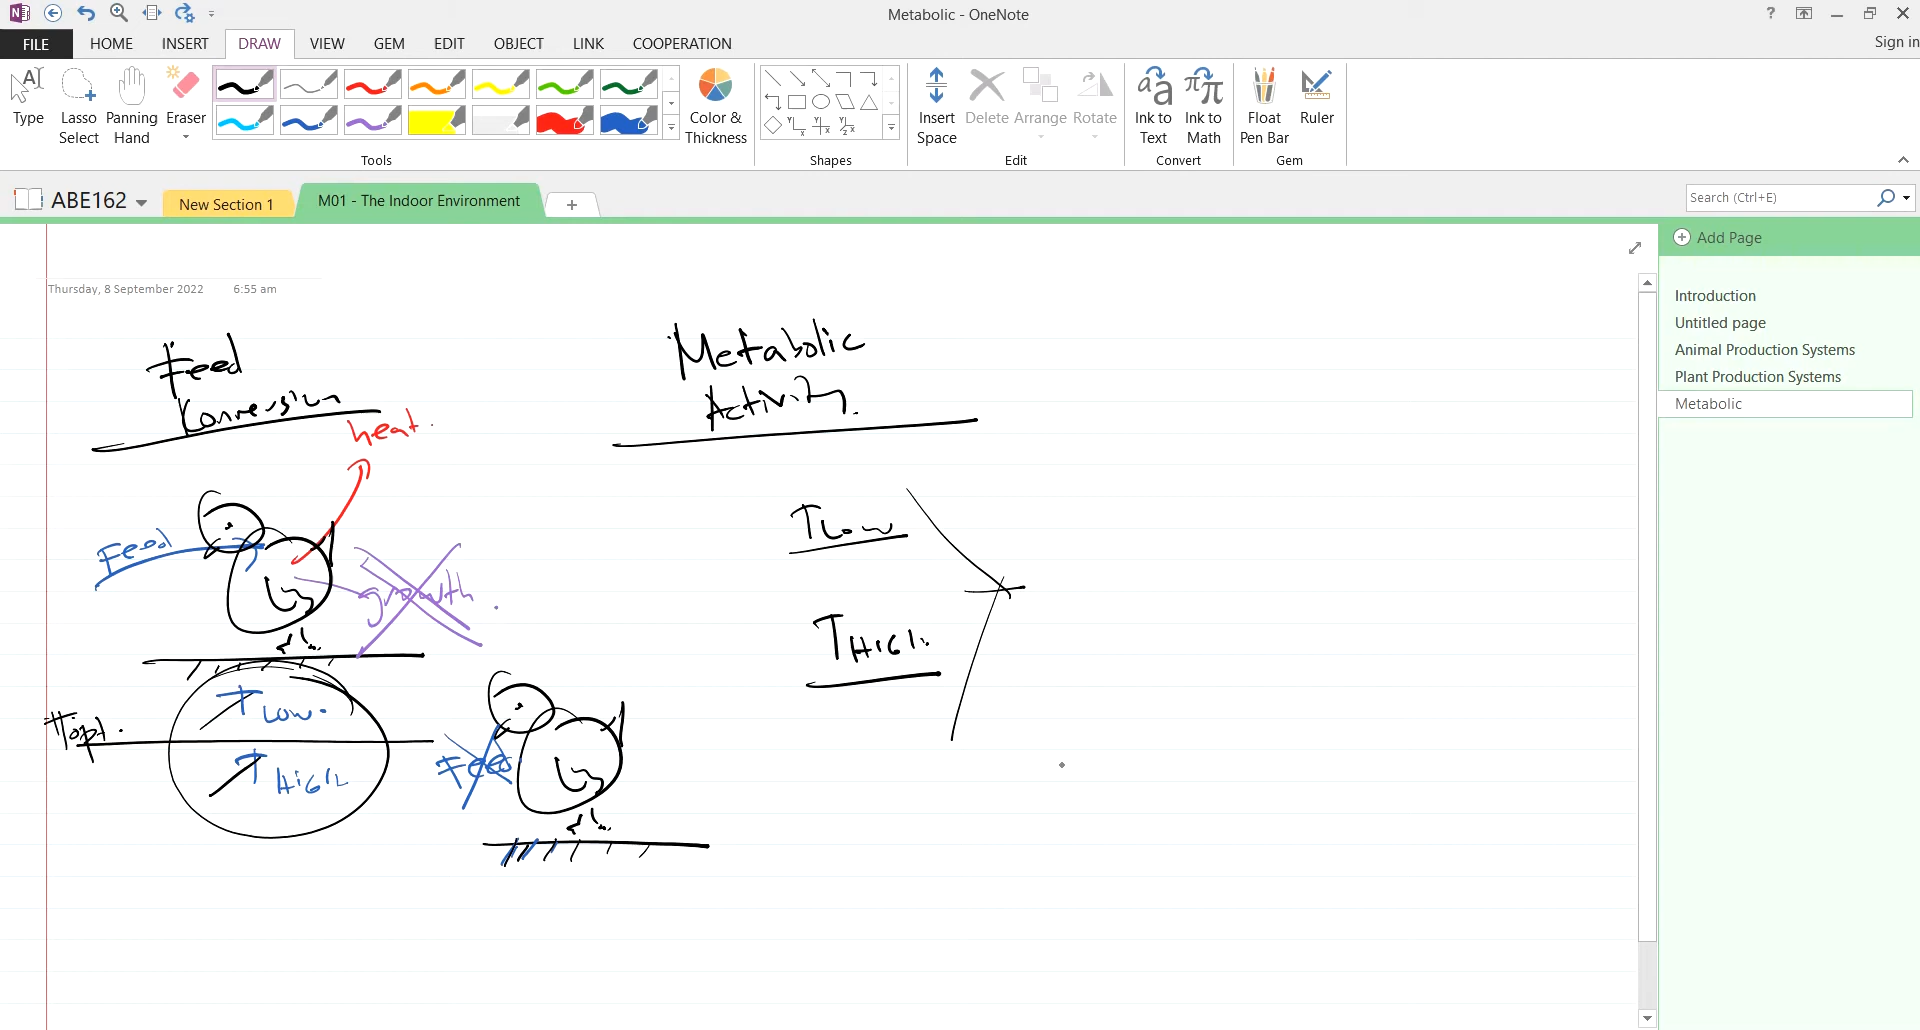 Metabolic - OneNote
?
FILE HOME INSERT DRAW VIEW GEM EDIT OBJECT LINK COOPERATION
Sign in
Type
Lasso Select
Panning Hand
Eraser
Color & Thickness
Insert Space
Delete
Arrange
Rotate
Ink to Text
Ink to Math
Float Pen Bar
Ruler
Tools
Shapes
Edit
Convert
Gem
ABE162
New Section 1
M01 - The Indoor Environment
+
Search (Ctrl+E)
Add Page
Introduction
Untitled page
Animal Production Systems
Plant Production Systems
Metabolic
Thursday, 8 September 2022 6:55 am
Feed
Conversion
heat
Feed
growth
Topt.
T Low.
T High
Feed
Metabolic
Activity.
T Low
T High